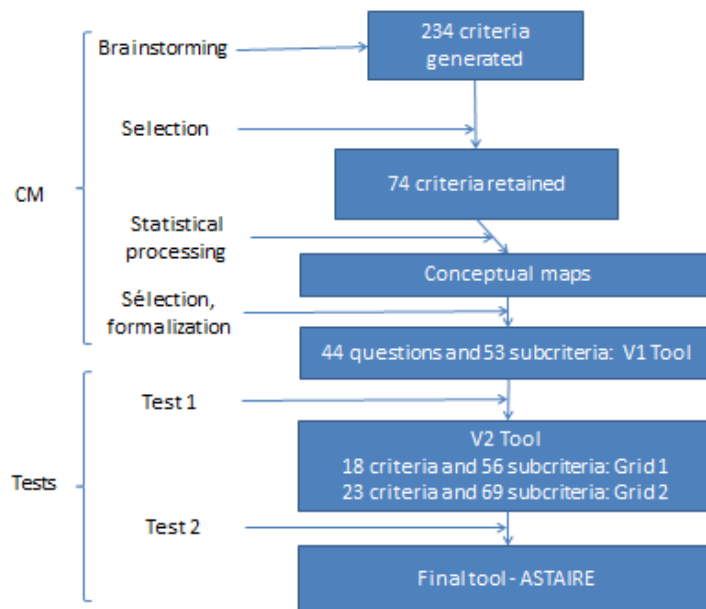 Brainstorming
234 criteria
generated
Selection
74 criteria retained
CM
Statistical
processing
Conceptual maps
Sélection,
formalization
44 questions and 53 subcriteria: V1 Tool
Test 1
V2 Tool
18 criteria and 56 subcriteria: Grid 1
23 criteria and 69 subcriteria: Grid 2
Tests
Test 2
Final tool - ASTAIRE